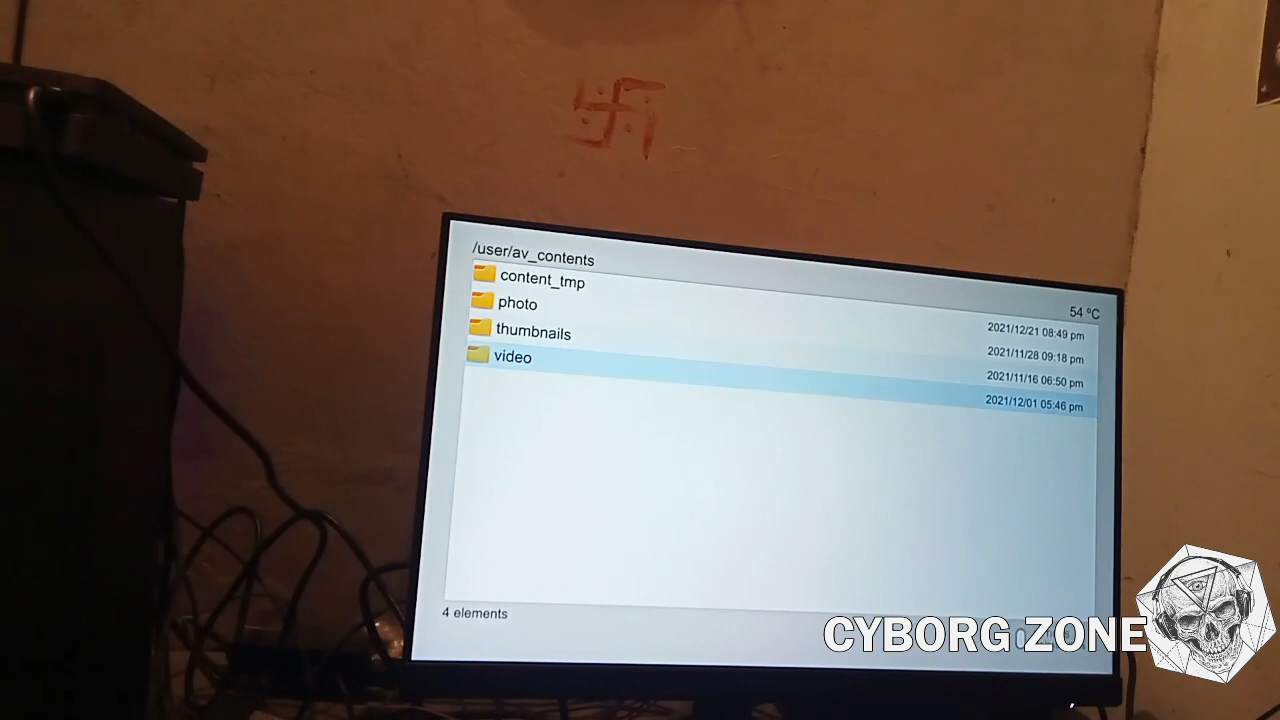 /user/av_contents
54 ºC
content_tmp 2021/12/21 08:49 pm
photo 2021/11/28 09:18 pm
thumbnails 2021/11/16 06:50 pm
video 2021/12/01 05:46 pm
4 elements
CYBORG ZONE